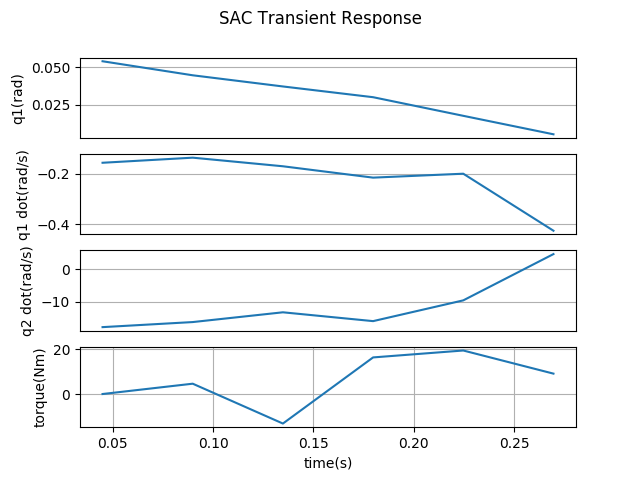 SAC Transient Response
q1(rad)
0.050
0.025
q1 dot(rad/s)
−0.2
−0.4
q2 dot(rad/s)
0
−10
torque(Nm)
20
0
0.05 0.10 0.15 0.20 0.25
time(s)